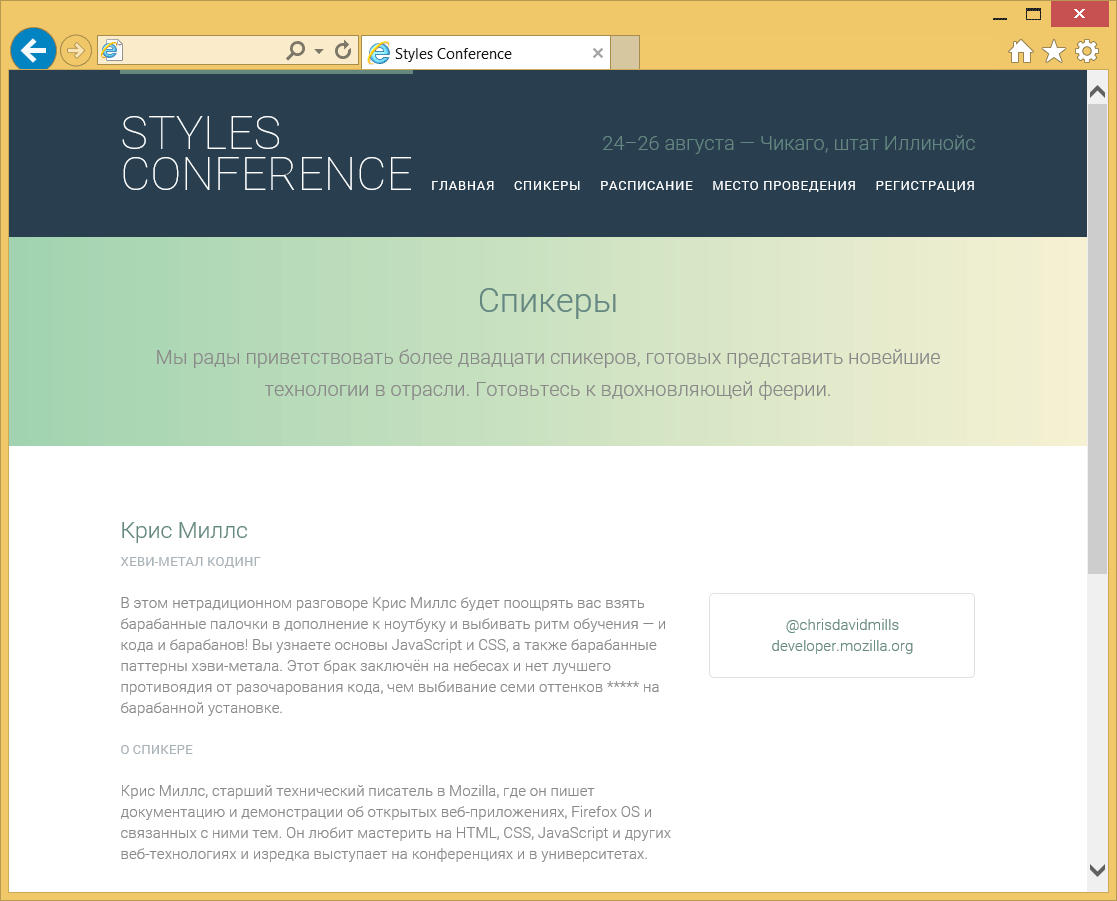 Styles Conference
STYLES
CONFERENCE
24–26 августа — Чикаго, штат Иллинойс
ГЛАВНАЯ СПИКЕРЫ РАСПИСАНИЕ МЕСТО ПРОВЕДЕНИЯ РЕГИСТРАЦИЯ
Спикеры
Мы рады приветствовать более двадцати спикеров, готовых представить новейшие
технологии в отрасли. Готовьтесь к вдохновляющей феерии.
Крис Миллс
ХЕВИ-МЕТАЛ КОДИНГ
В этом нетрадиционном разговоре Крис Миллс будет поощрять вас взять
барабанные палочки в дополнение к ноутбуку и выбивать ритм обучения — и
кода и барабанов! Вы узнаете основы JavaScript и CSS, а также барабанные
паттерны хэви-метала. Этот брак заключён на небесах и нет лучшего
противоядия от разочарования кода, чем выбивание семи оттенков ***** на
барабанной установке.
@chrisdavidmills
developer.mozilla.org
О СПИКЕРЕ
Крис Миллс, старший технический писатель в Mozilla, где он пишет
документацию и демонстрации об открытых веб-приложениях, Firefox OS и
связанных с ними тем. Он любит мастерить на HTML, CSS, JavaScript и других
веб-технологиях и изредка выступает на конференциях и в университетах.